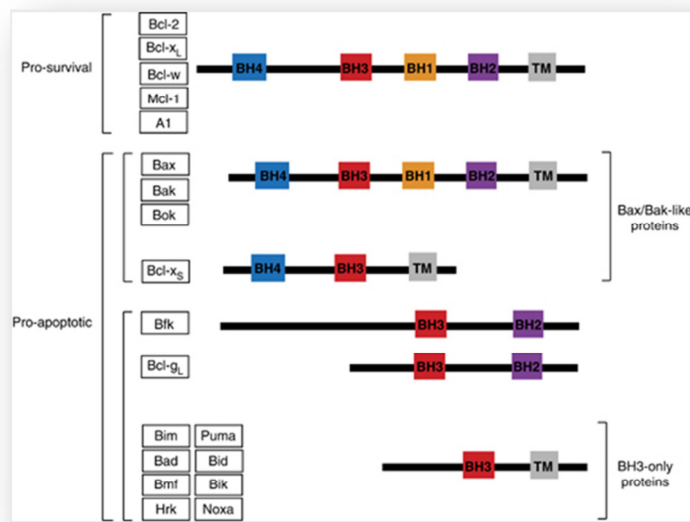 Pro-survival
Bcl-2
Bcl-xL
Bcl-w
Mcl-1
A1
BH4 BH3 BH1 BH2 TM
Pro-apoptotic
Bax
Bak
Bok
BH4 BH3 BH1 BH2 TM
Bax/Bak-like
proteins
Bcl-xS
BH4 BH3 TM
Bfk
BH3 BH2
Bcl-gL
BH3 BH2
Bim Puma
Bad Bid
Bmf Bik
Hrk Noxa
BH3 TM
BH3-only
proteins